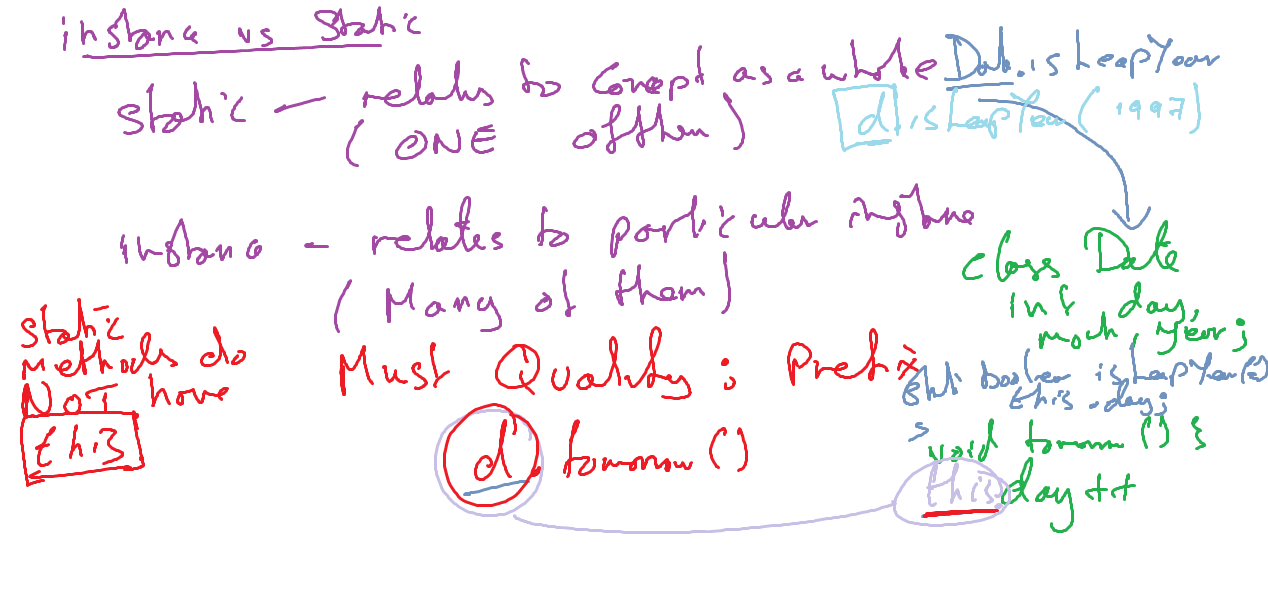 instance vs static
static — relates to concept as a whole Date.isLeapYear
(ONE of them)
d.isLeapYear(1997)
instance — relates to particular instance
(Many of them)
class Date
int day,
month, year;
static
methods do
NOT have
this
Must Qualify: Prefix
d.tomorrow()
static boolean isLeapYear()
this.day;
void tomorrow() {
this.day++